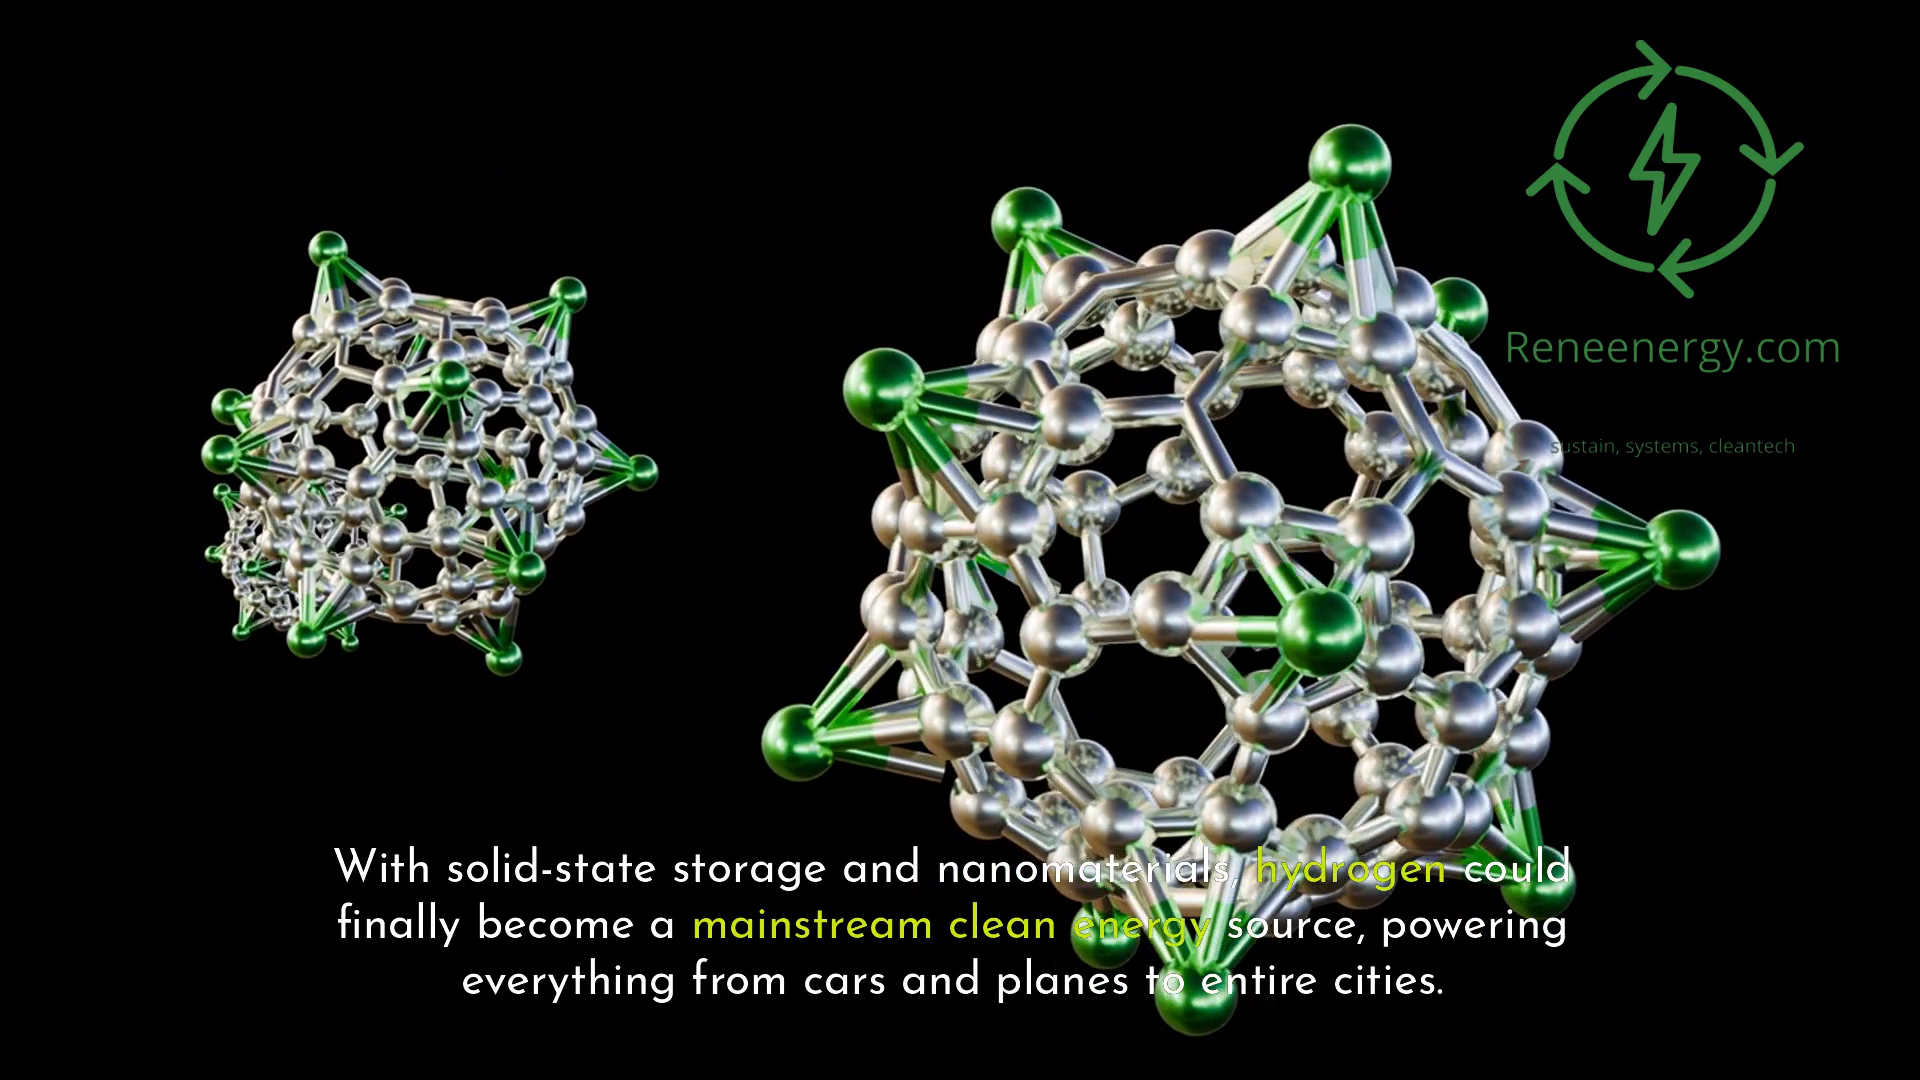 Reneenergy.com
sustain, systems, cleantech
With solid-state storage and nanomaterials, hydrogen could
finally become a mainstream clean energy source, powering
everything from cars and planes to entire cities.